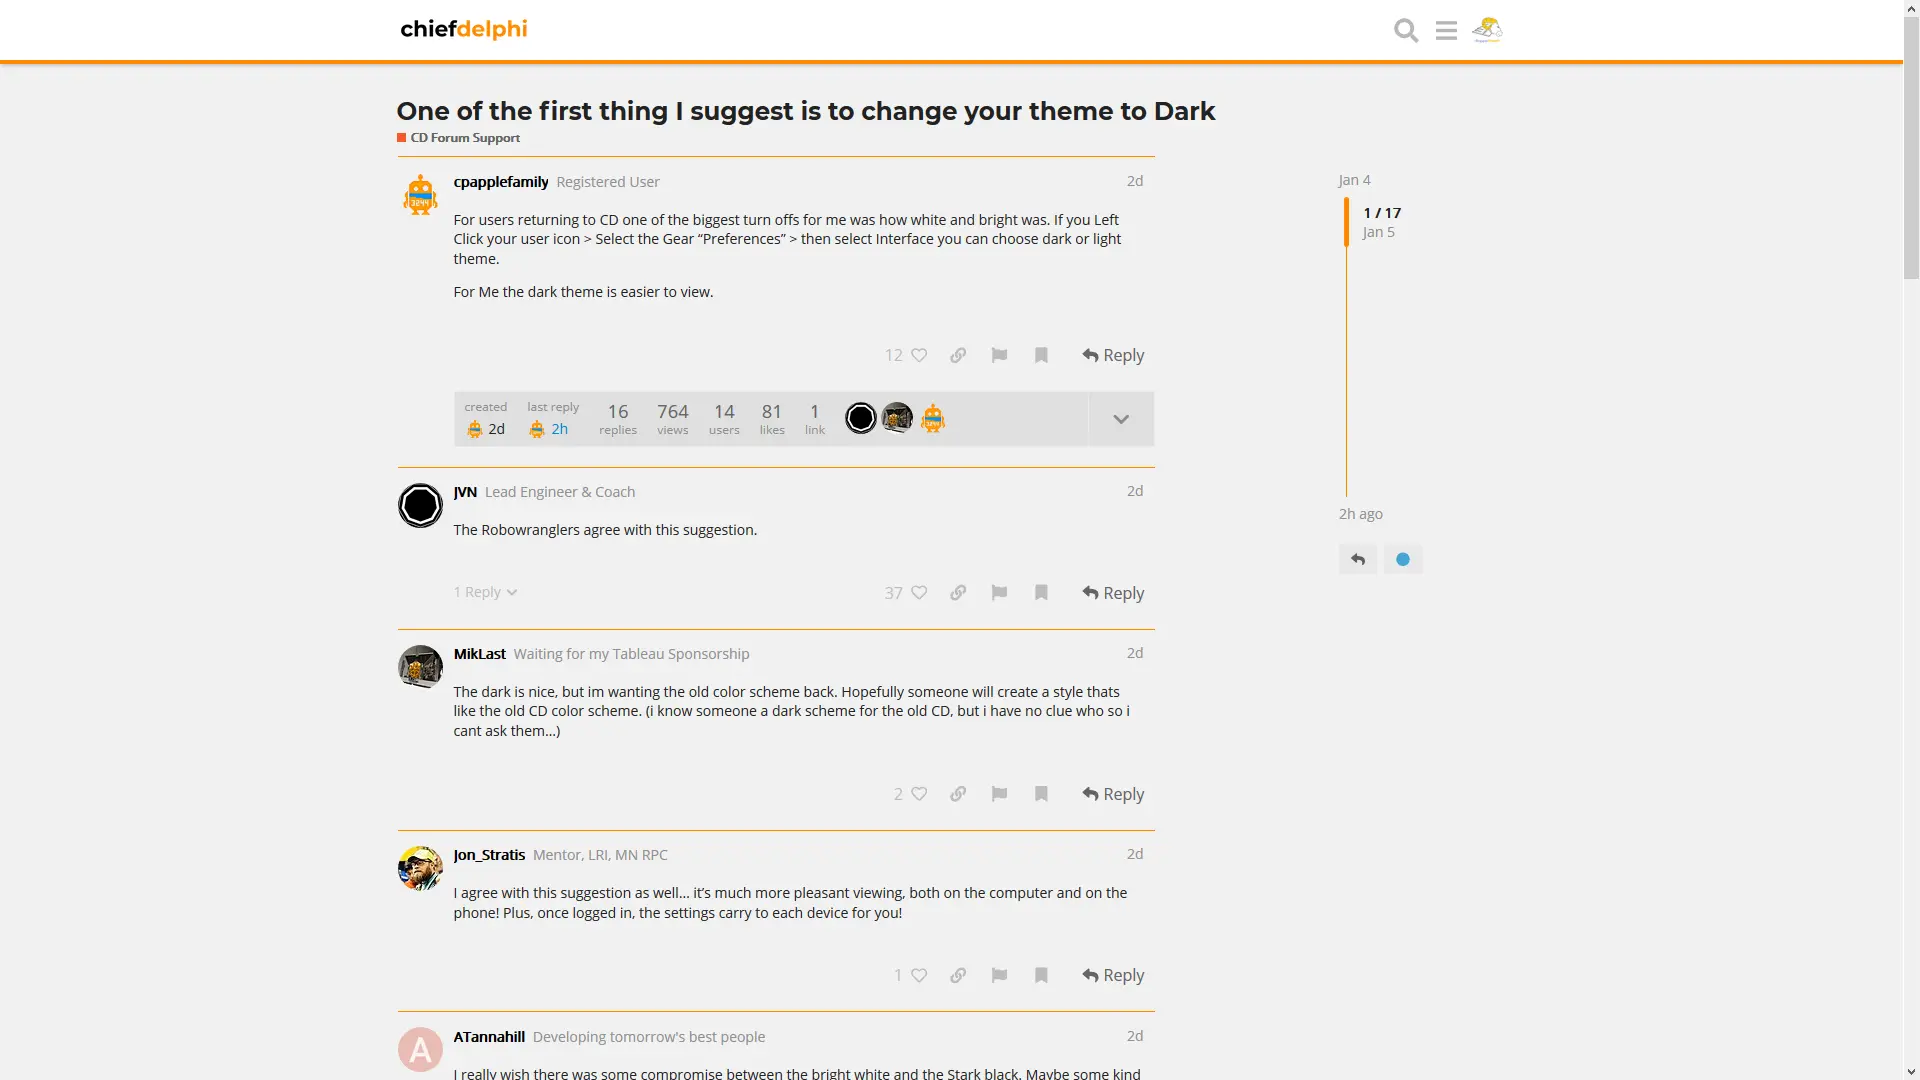 chiefdelphi
One of the first thing I suggest is to change your theme to Dark
CD Forum Support
cpapplefamily Registered User 2d
For users returning to CD one of the biggest turn offs for me was how white and bright was. If you Left
Click your user icon > Select the Gear “Preferences” > then select Interface you can choose dark or light
theme.
For Me the dark theme is easier to view.
12 Reply
created last reply 16 764 14 81 1
2d 2h replies views users likes link
JVN Lead Engineer & Coach 2d
The Robowranglers agree with this suggestion.
1 Reply 37 Reply
MikLast Waiting for my Tableau Sponsorship 2d
The dark is nice, but im wanting the old color scheme back. Hopefully someone will create a style thats
like the old CD color scheme. (i know someone a dark scheme for the old CD, but i have no clue who so i
cant ask them…)
2 Reply
Jon_Stratis Mentor, LRI, MN RPC 2d
I agree with this suggestion as well… it’s much more pleasant viewing, both on the computer and on the
phone! Plus, once logged in, the settings carry to each device for you!
1 Reply
A
ATannahill Developing tomorrow's best people 2d
I really wish there was some compromise between the bright white and the Stark black. Maybe some kind
Jan 4
1 / 17
Jan 5
2h ago